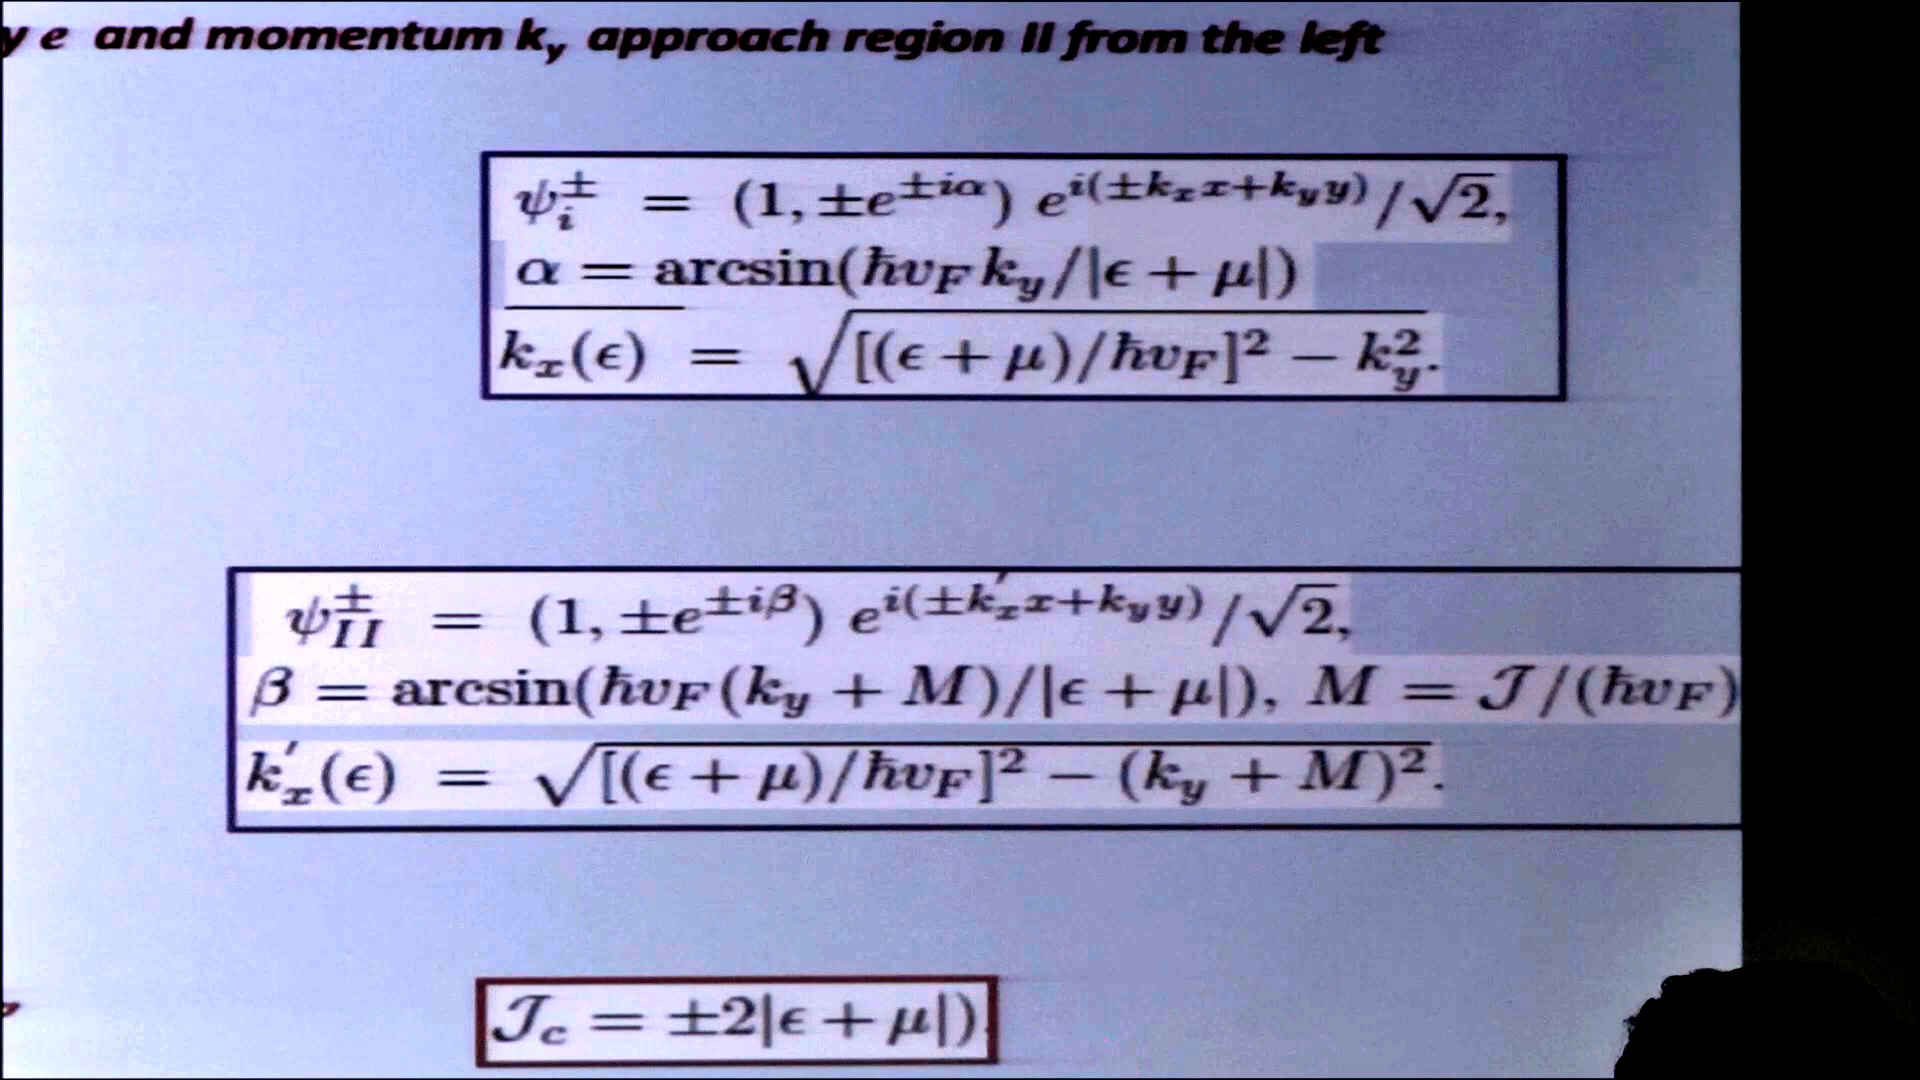 y e and momentum k_y approach region II from the left
ψ_i^± = (1, ±e^{±iα}) e^{i(±k_x x+k_y y)}/√2,
α = arcsin(ħv_F k_y/|ϵ + μ|)
k_x(ϵ) = √[(ϵ + μ)/ħv_F]² − k_y².
ψ_{II}^± = (1, ±e^{±iβ}) e^{i(±k'_x x+k_y y)}/√2,
β = arcsin(ħv_F(k_y + M)/|ϵ + μ|), M = 𝒥/(ħv_F)
k'_x(ϵ) = √[(ϵ + μ)/ħv_F]² − (k_y + M)².
𝒥_c = ±2|ϵ + μ|)